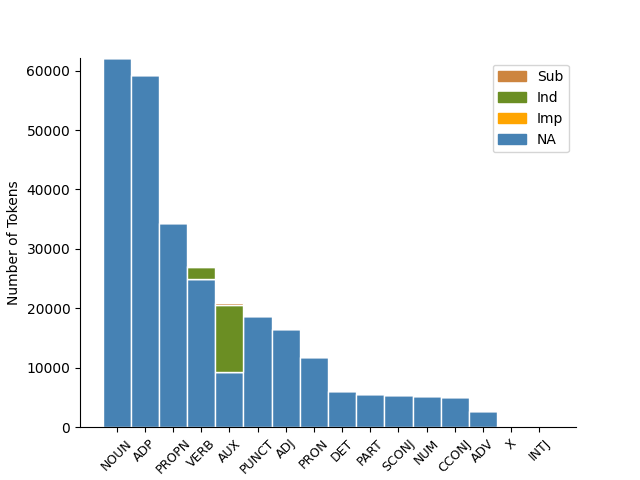 60000
50000
40000
30000
20000
10000
0
Number of Tokens
Sub
Ind
Imp
NA
NOUN
ADP
PROPN
VERB
AUX
PUNCT
ADJ
PRON
DET
PART
SCONJ
NUM
CCONJ
ADV
X
INTJ